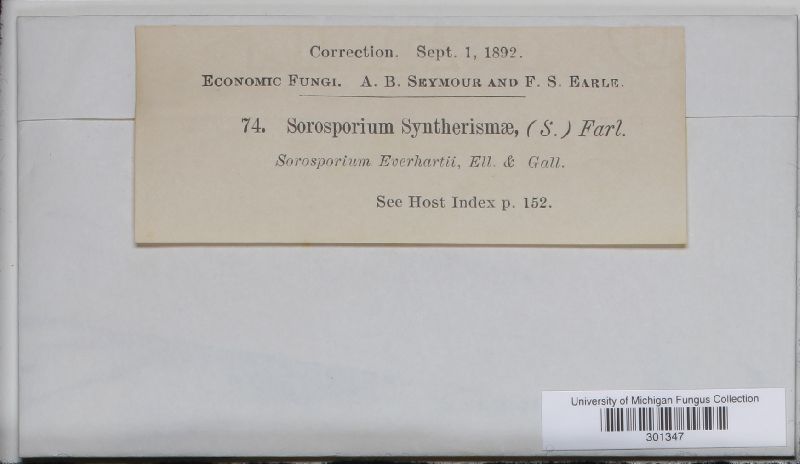 Correction. Sept. 1, 1892.
Economic Fungi. A. B. Seymour and F. S. Earle.
74. Sorosporium Syntherismæ, (S.) Farl.
Sorosporium Everhartii, Ell. & Gall.
See Host Index p. 152.
University of Michigan Fungus Collection
301347